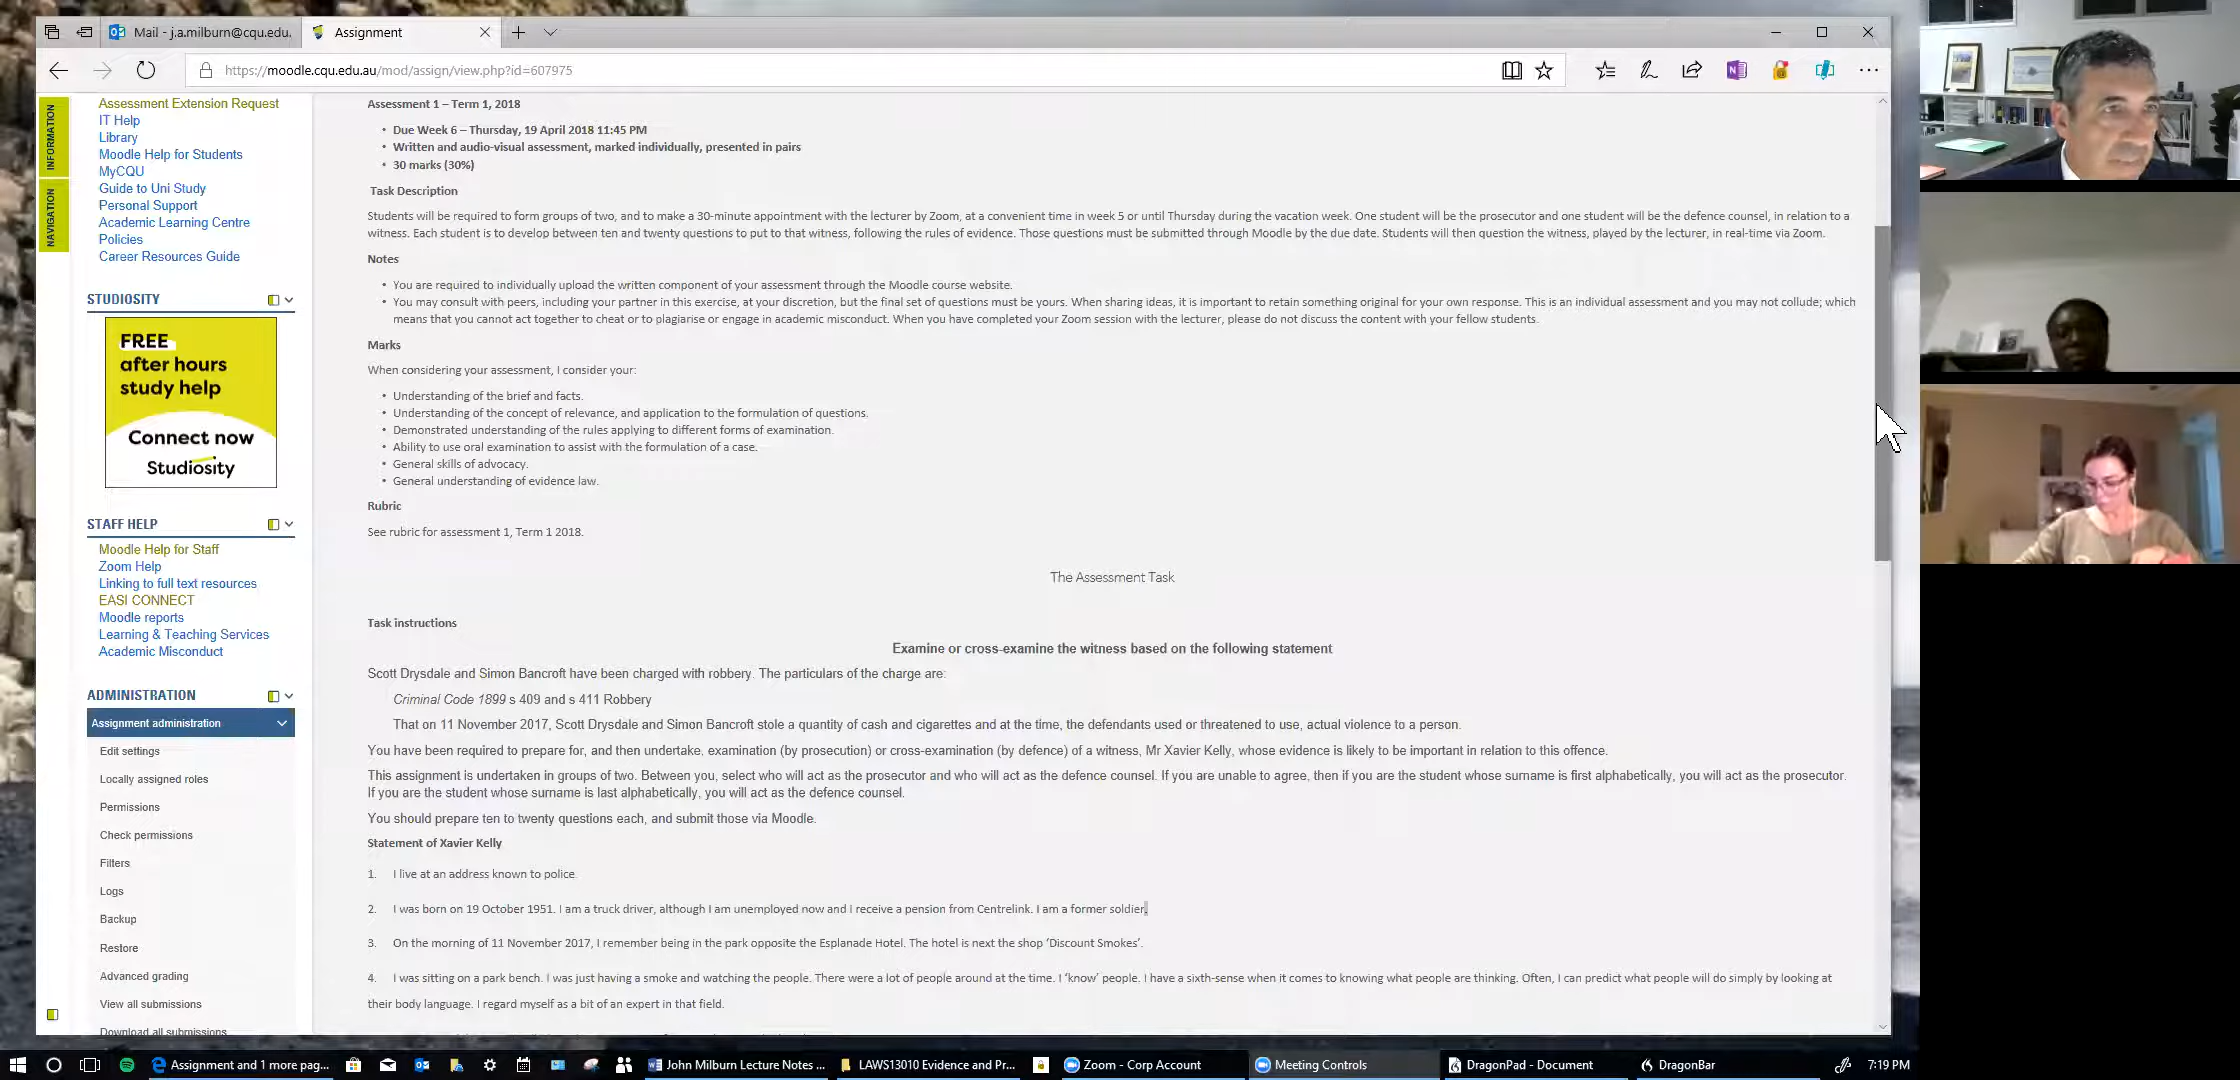 Mail - j.a.milburn@cqu.edu.
Assignment
https://moodle.cqu.edu.au/mod/assign/view.php?id=607975
INFORMATION
NAVIGATION
Assessment Extension Request
IT Help
Library
Moodle Help for Students
MyCQU
Guide to Uni Study
Personal Support
Academic Learning Centre
Policies
Career Resources Guide
STUDIOSITY
FREE
after hours
study help
Connect now
Studiosity
STAFF HELP
Moodle Help for Staff
Zoom Help
Linking to full text resources
EASI CONNECT
Moodle reports
Learning & Teaching Services
Academic Misconduct
ADMINISTRATION
Assignment administration
Edit settings
Locally assigned roles
Permissions
Check permissions
Filters
Logs
Backup
Restore
Advanced grading
View all submissions
Download all submissions
Assessment 1 – Term 1, 2018
• Due Week 6 – Thursday, 19 April 2018 11:45 PM
• Written and audio-visual assessment, marked individually, presented in pairs
• 30 marks (30%)
Task Description
Students will be required to form groups of two, and to make a 30-minute appointment with the lecturer by Zoom, at a convenient time in week 5 or until Thursday during the vacation week. One student will be the prosecutor and one student will be the defence counsel, in relation to a
witness. Each student is to develop between ten and twenty questions to put to that witness, following the rules of evidence. Those questions must be submitted through Moodle by the due date. Students will then question the witness, played by the lecturer, in real-time via Zoom.
Notes
• You are required to individually upload the written component of your assessment through the Moodle course website.
• You may consult with peers, including your partner in this exercise, at your discretion, but the final set of questions must be yours. When sharing ideas, it is important to retain something original for your own response. This is an individual assessment and you may not collude; which
means that you cannot act together to cheat or to plagiarise or engage in academic misconduct. When you have completed your Zoom session with the lecturer, please do not discuss the content with your fellow students.
Marks
When considering your assessment, I consider your:
• Understanding of the brief and facts.
• Understanding of the concept of relevance, and application to the formulation of questions.
• Demonstrated understanding of the rules applying to different forms of examination.
• Ability to use oral examination to assist with the formulation of a case.
• General skills of advocacy.
• General understanding of evidence law.
Rubric
See rubric for assessment 1, Term 1 2018.
The Assessment Task
Task instructions
Examine or cross-examine the witness based on the following statement
Scott Drysdale and Simon Bancroft have been charged with robbery. The particulars of the charge are:
Criminal Code 1899 s 409 and s 411 Robbery
That on 11 November 2017, Scott Drysdale and Simon Bancroft stole a quantity of cash and cigarettes and at the time, the defendants used or threatened to use, actual violence to a person.
You have been required to prepare for, and then undertake, examination (by prosecution) or cross-examination (by defence) of a witness, Mr Xavier Kelly, whose evidence is likely to be important in relation to this offence.
This assignment is undertaken in groups of two. Between you, select who will act as the prosecutor and who will act as the defence counsel. If you are unable to agree, then if you are the student whose surname is first alphabetically, you will act as the prosecutor.
If you are the student whose surname is last alphabetically, you will act as the defence counsel.
You should prepare ten to twenty questions each, and submit those via Moodle.
Statement of Xavier Kelly
1. I live at an address known to police.
2. I was born on 19 October 1951. I am a truck driver, although I am unemployed now and I receive a pension from Centrelink. I am a former soldier.
3. On the morning of 11 November 2017, I remember being in the park opposite the Esplanade Hotel. The hotel is next the shop ‘Discount Smokes’.
4. I was sitting on a park bench. I was just having a smoke and watching the people. There were a lot of people around at the time. I ‘know’ people. I have a sixth-sense when it comes to knowing what people are thinking. Often, I can predict what people will do simply by looking at
their body language. I regard myself as a bit of an expert in that field.
Assignment and 1 more pag...
John Milburn Lecture Notes ...
LAWS13010 Evidence and Pr...
Zoom - Corp Account
Meeting Controls
DragonPad - Document
DragonBar
7:19 PM